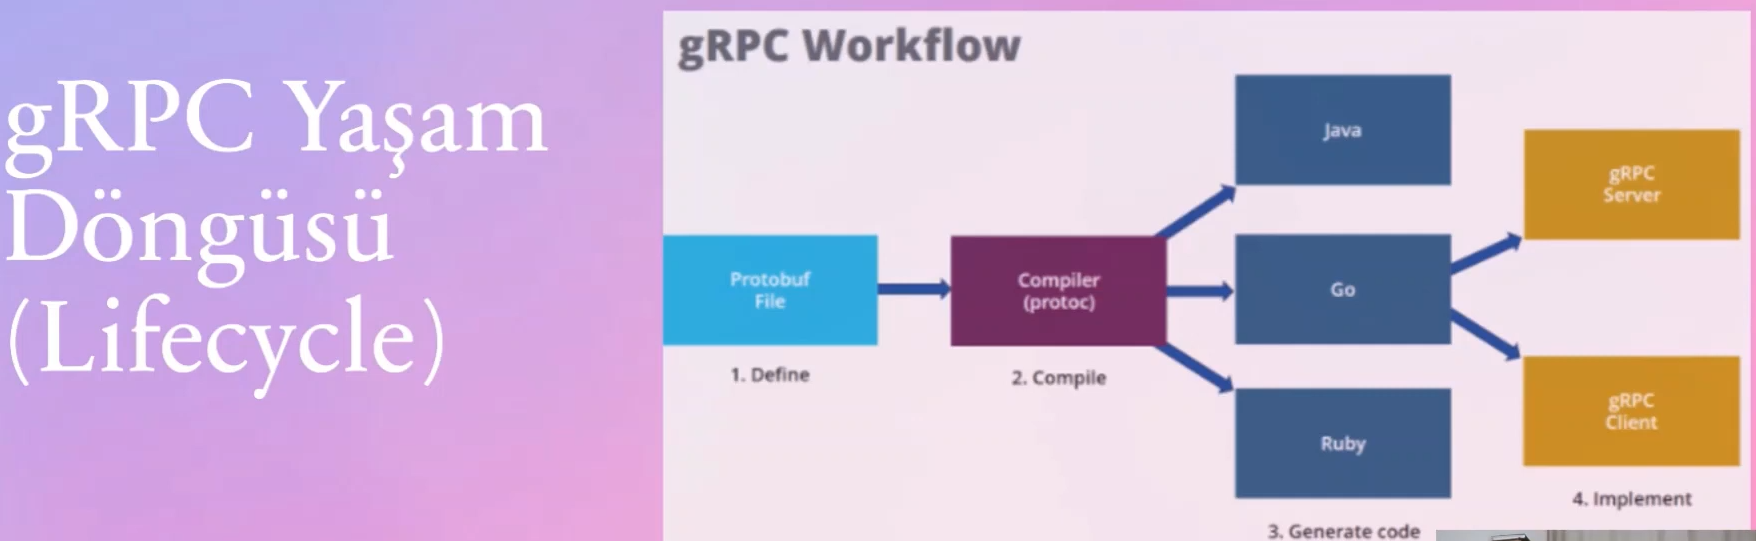 gRPC Yaşam
Döngüsü
(Lifecycle)
gRPC Workflow
Protobuf
File
1. Define
Compiler
(protoc)
2. Compile
Java
Go
Ruby
3. Generate code
gRPC
Server
gRPC
Client
4. Implement